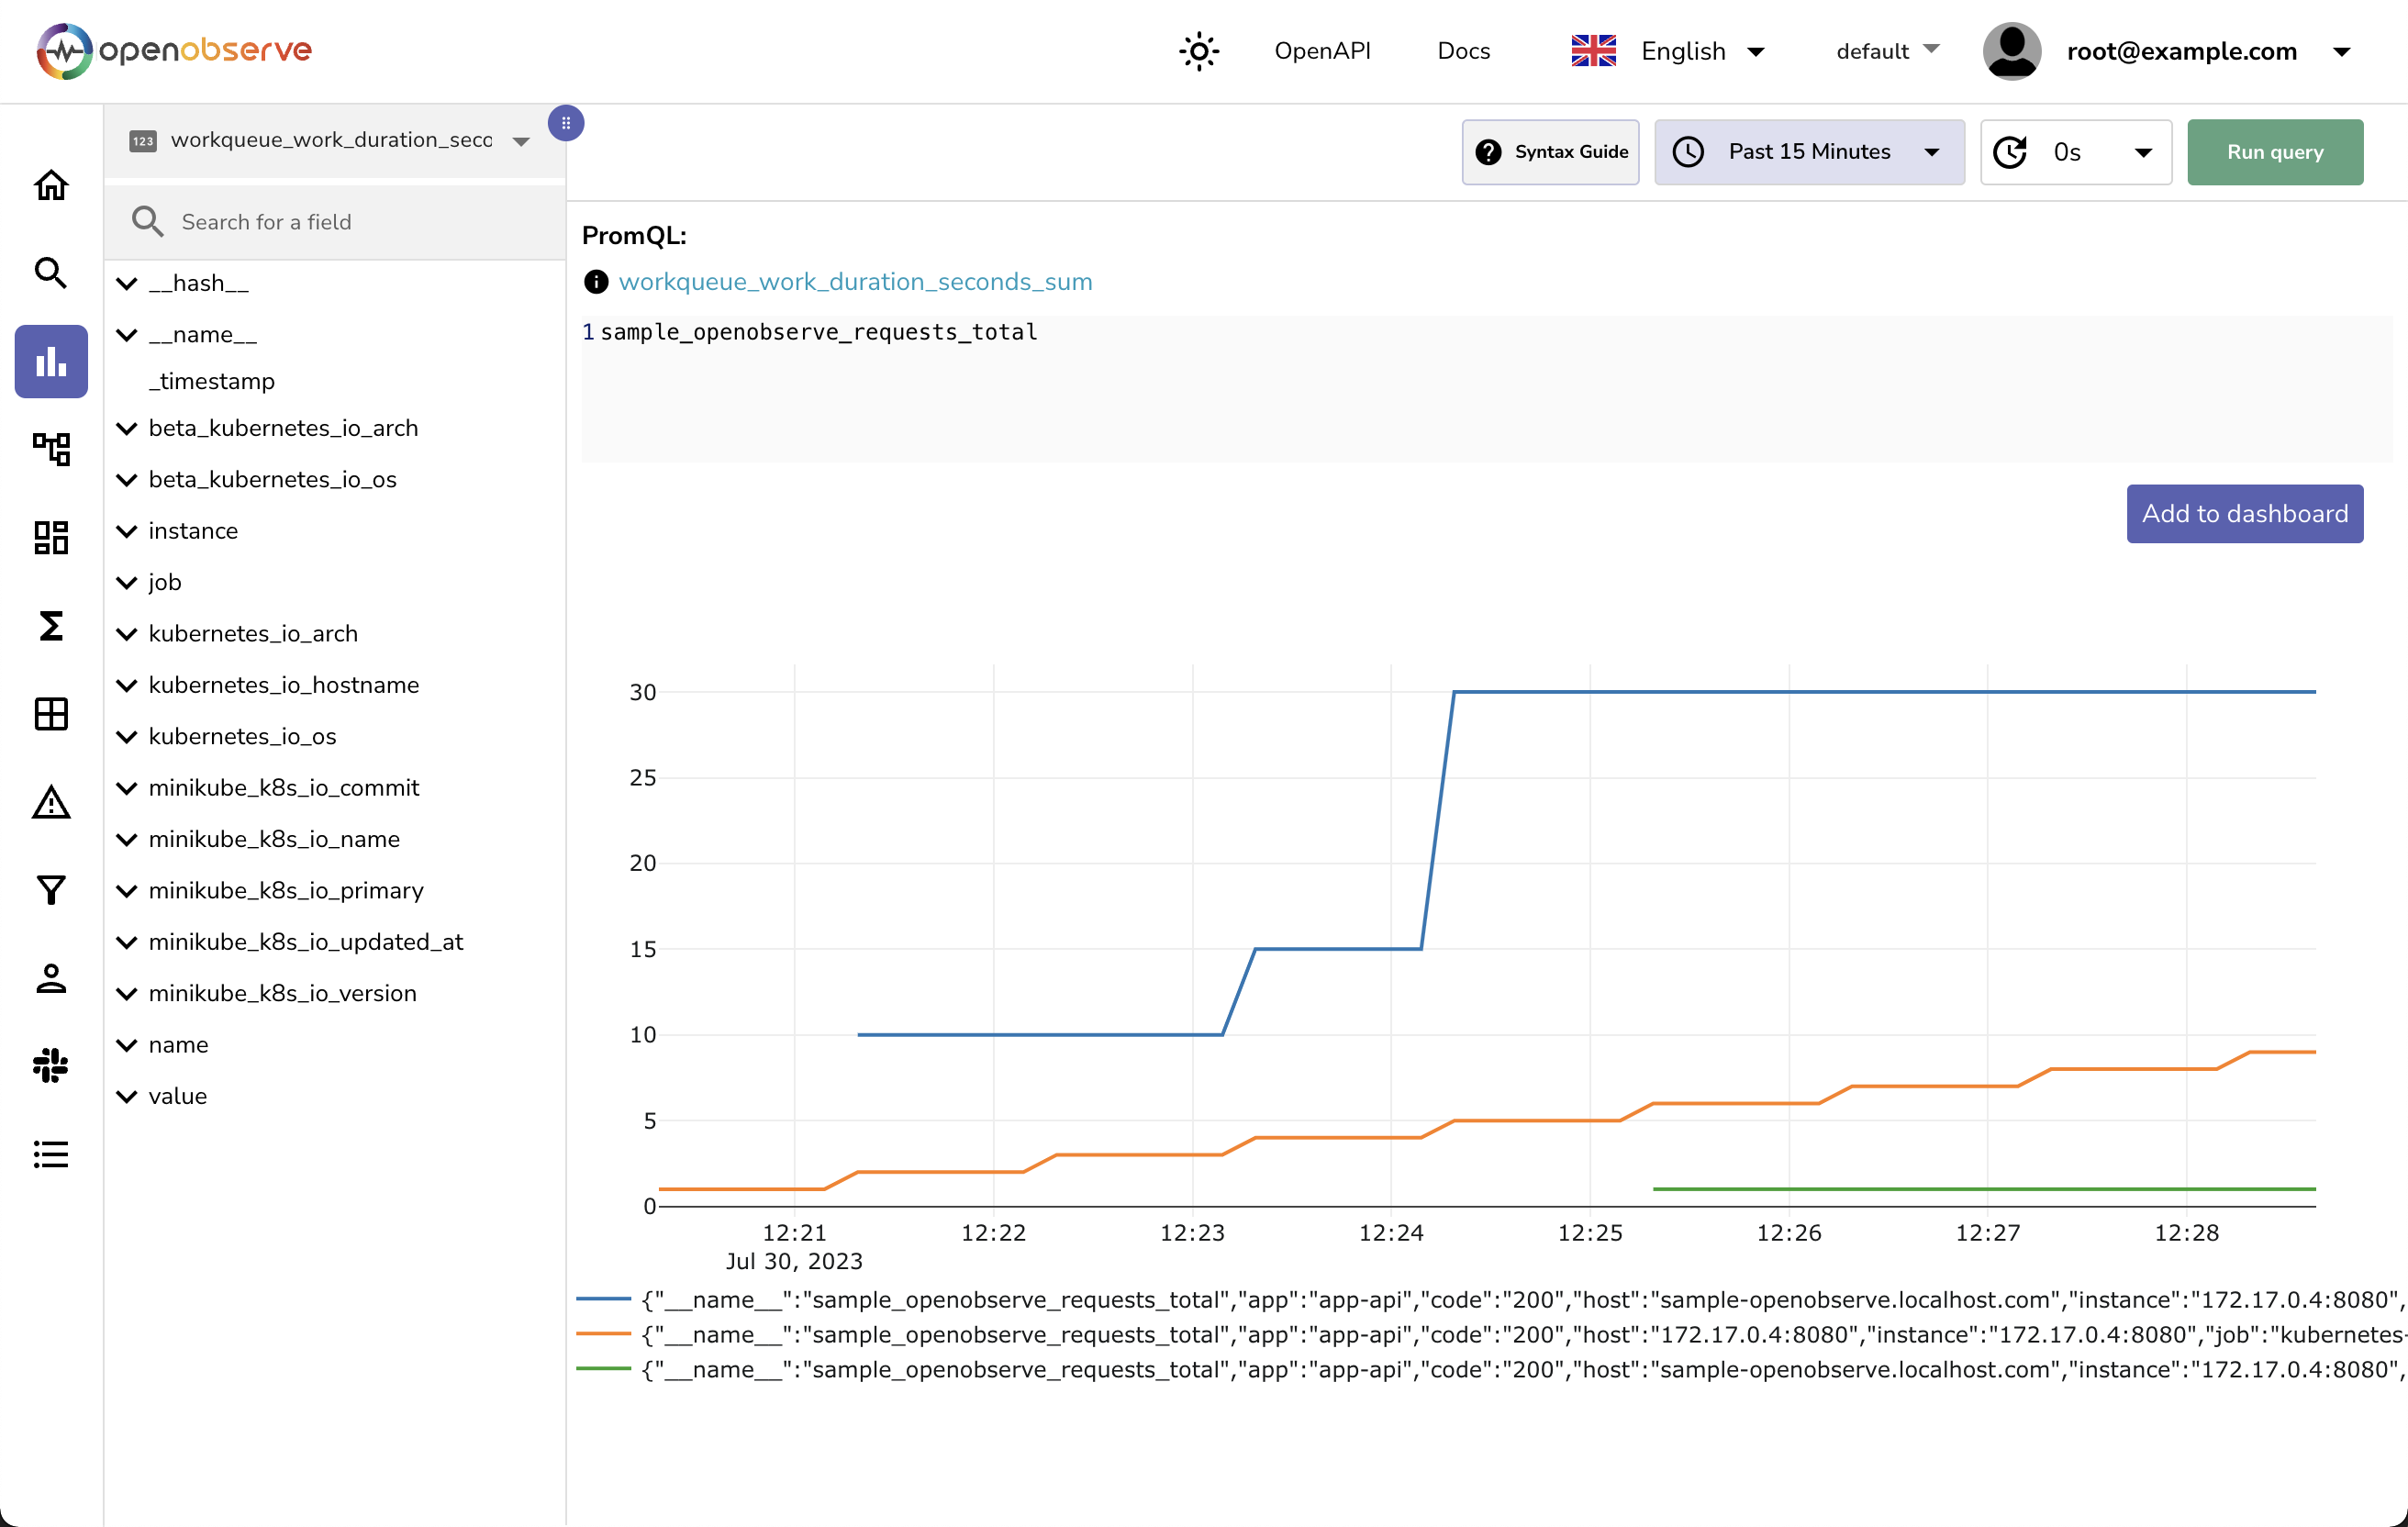 openobserve
OpenAPI
Docs
English
default
root@example.com
123 workqueue_work_duration_seco
Syntax Guide
Past 15 Minutes
0s
Run query
Search for a field
__hash__
__name__
_timestamp
beta_kubernetes_io_arch
beta_kubernetes_io_os
instance
job
kubernetes_io_arch
kubernetes_io_hostname
kubernetes_io_os
minikube_k8s_io_commit
minikube_k8s_io_name
minikube_k8s_io_primary
minikube_k8s_io_updated_at
minikube_k8s_io_version
name
value
PromQL:
workqueue_work_duration_seconds_sum
1 sample_openobserve_requests_total
Add to dashboard
30
25
20
15
10
5
0
12:21 12:22 12:23 12:24 12:25 12:26 12:27 12:28
Jul 30, 2023
{"__name__":"sample_openobserve_requests_total","app":"app-api","code":"200","host":"sample-openobserve.localhost.com","instance":"172.17.0.4:8080",
{"__name__":"sample_openobserve_requests_total","app":"app-api","code":"200","host":"172.17.0.4:8080","instance":"172.17.0.4:8080","job":"kubernetes-
{"__name__":"sample_openobserve_requests_total","app":"app-api","code":"200","host":"sample-openobserve.localhost.com","instance":"172.17.0.4:8080",